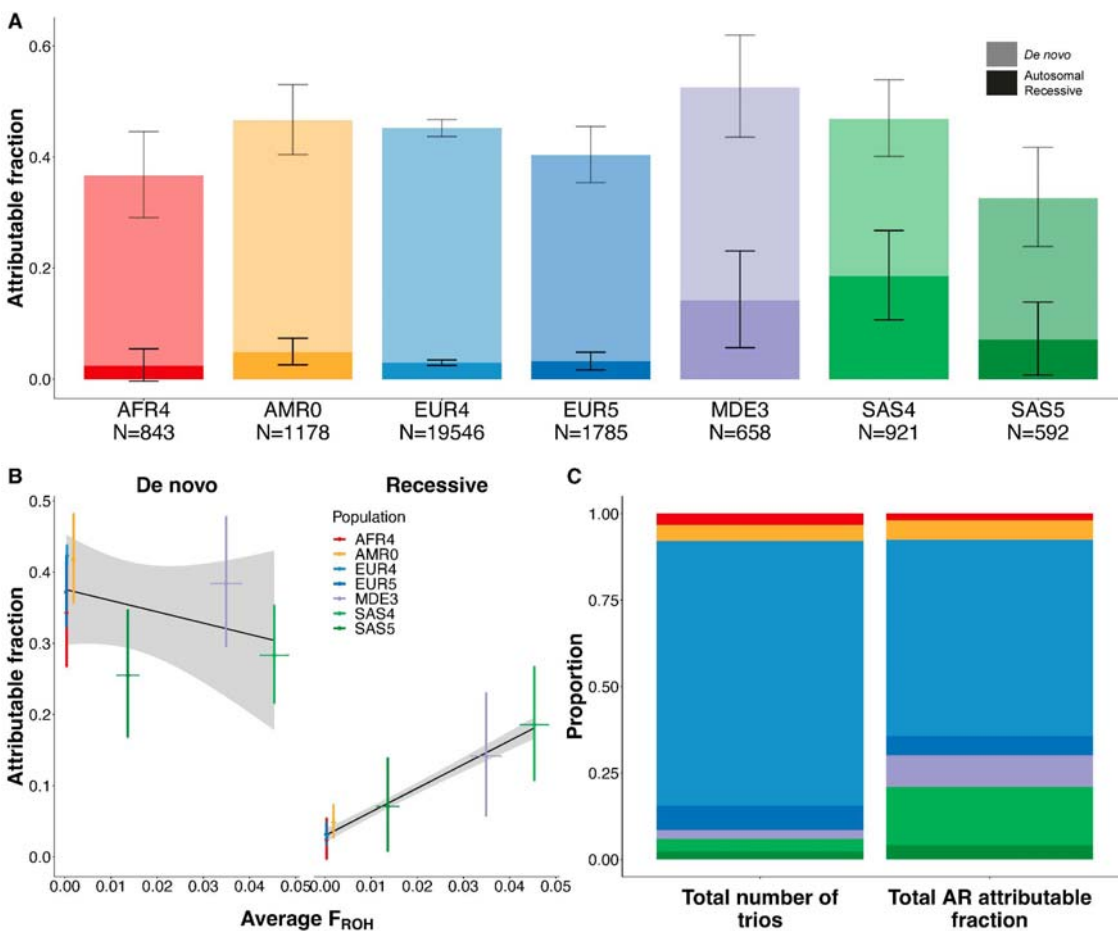 A
Attributable fraction
0.6
0.4
0.2
0.0
De novo
Autosomal
Recessive
AFR4 AMR0 EUR4 EUR5 MDE3 SAS4 SAS5
N=843 N=1178 N=19546 N=1785 N=658 N=921 N=592
B
De novo Recessive
Attributable fraction
0.5
0.4
0.3
0.2
0.1
0.0
Population
AFR4
AMR0
EUR4
EUR5
MDE3
SAS4
SAS5
0.00 0.01 0.02 0.03 0.04 0.05 0.00 0.01 0.02 0.03 0.04 0.05
Average FROH
C
Proportion
1.00
0.75
0.50
0.25
0.00
Total number of
trios
Total AR attributable
fraction